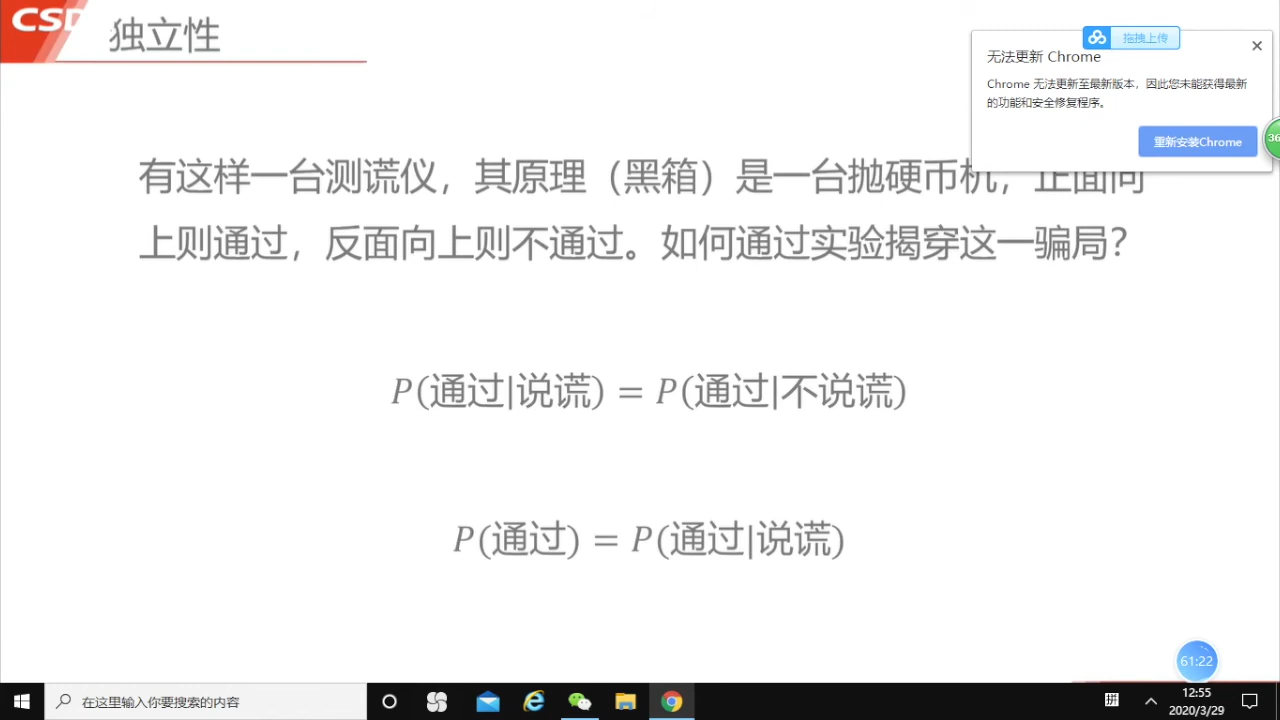 CSD
独立性
拖拽上传
无法更新 Chrome
Chrome 无法更新至最新版本，因此您未能获得最新
的功能和安全修复程序。
重新安装Chrome
36
有这样一台测谎仪，其原理（黑箱）是一台抛硬币机，正面向
上则通过，反面向上则不通过。如何通过实验揭穿这一骗局？
P(通过|说谎) = P(通过|不说谎)
P(通过) = P(通过|说谎)
61:22
在这里输入你要搜索的内容
拼
12:55
2020/3/29